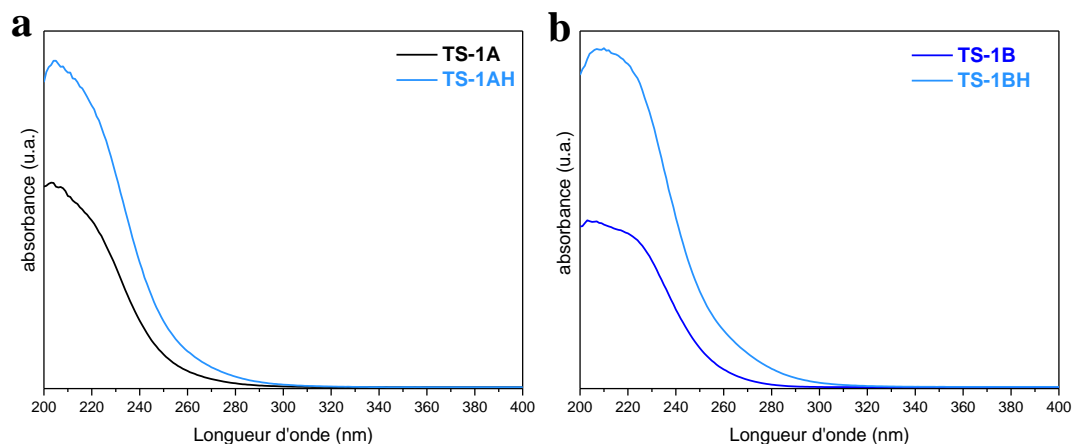 a
TS-1A
TS-1AH
absorbance (u.a.)
200 220 240 260 280 300 320 340 360 380 400
Longueur d'onde (nm)
b
TS-1B
TS-1BH
absorbance (u.a.)
200 220 240 260 280 300 320 340 360 380 400
Longueur d'onde (nm)